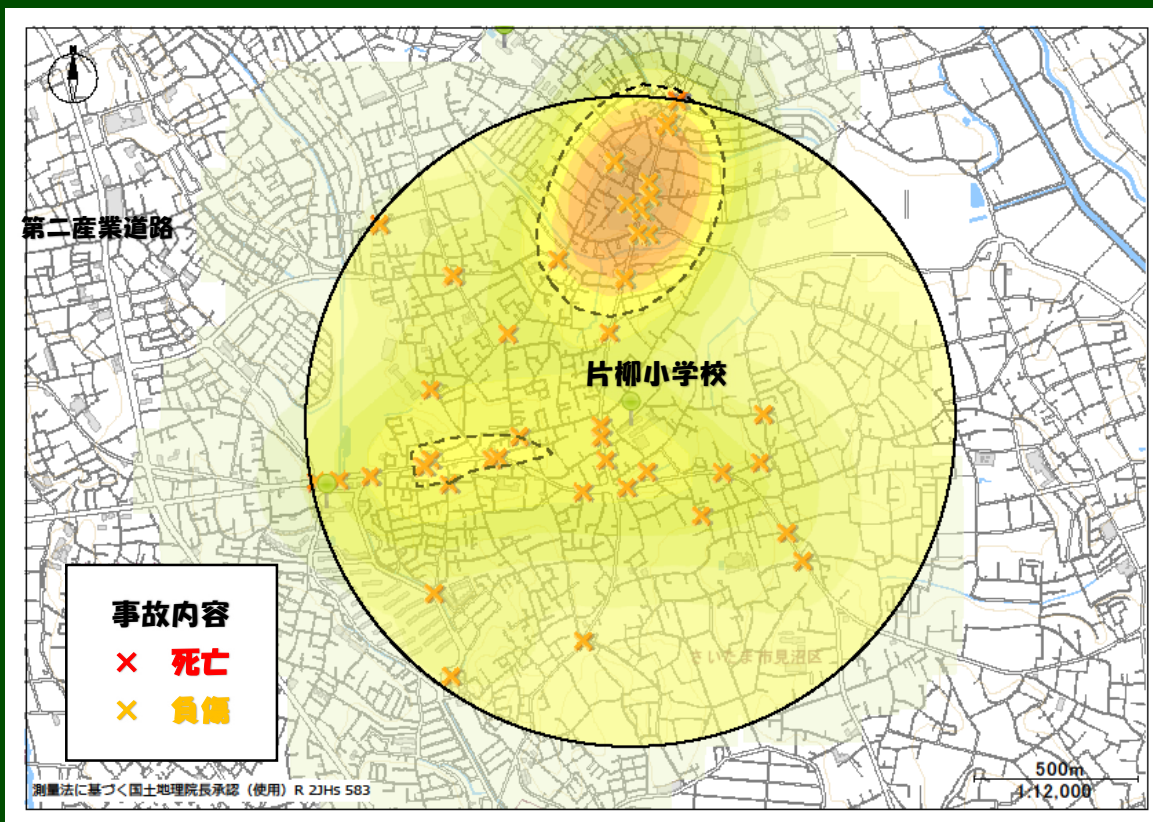 N
第二産業道路
片柳小学校
事故内容
× 死亡
× 負傷
さいたま市見沼区
500m
1:12,000
測量法に基づく国土地理院長承認（使用）R 2JHs 583